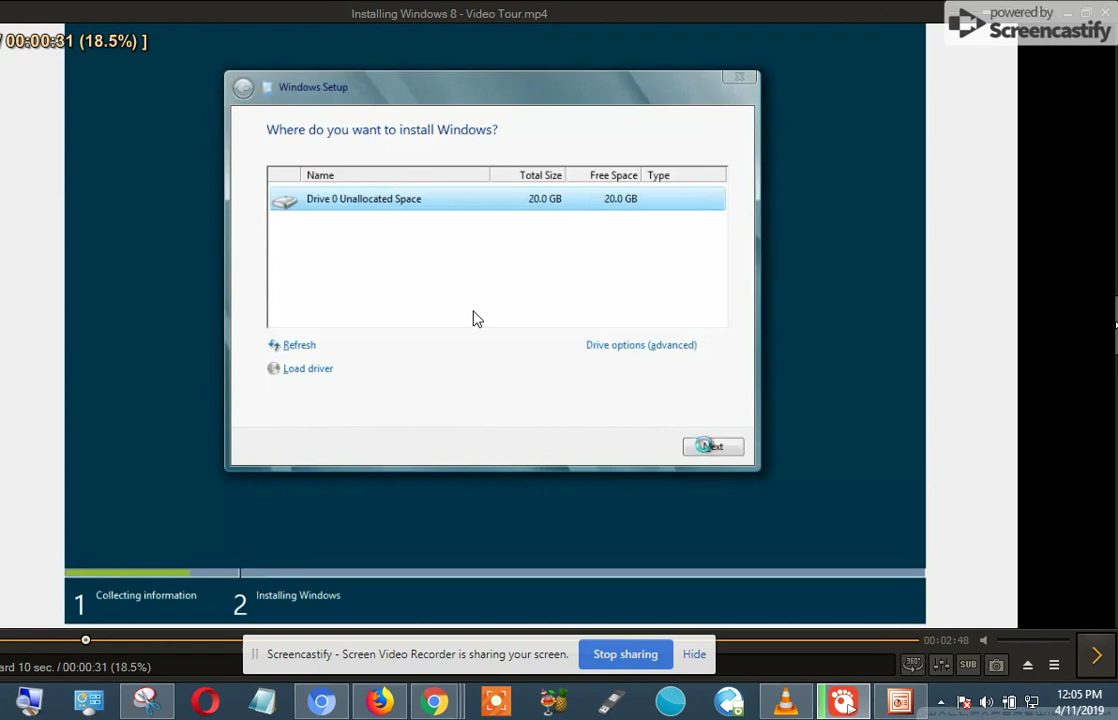 Installing Windows 8 - Video Tour.mp4
powered by
Screencastify
/ 00:00:31 (18.5%) ]
Windows Setup
Where do you want to install Windows?
Name Total Size Free Space Type
Drive 0 Unallocated Space 20.0 GB 20.0 GB
Refresh Drive options (advanced)
Load driver
Next
1 Collecting information 2 Installing Windows
00:02:48
Screencastify - Screen Video Recorder is sharing your screen. Stop sharing Hide
ard 10 sec. / 00:00:31 (18.5%)
360° SUB
12:05 PM
4/11/2019